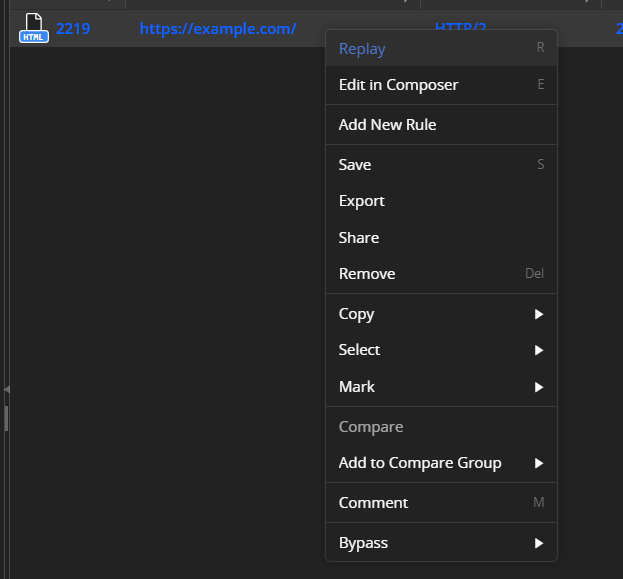 HTML 2219 https://example.com/ HTTP/2 2
Replay R
Edit in Composer E
Add New Rule
Save S
Export
Share
Remove Del
Copy
Select
Mark
Compare
Add to Compare Group
Comment M
Bypass